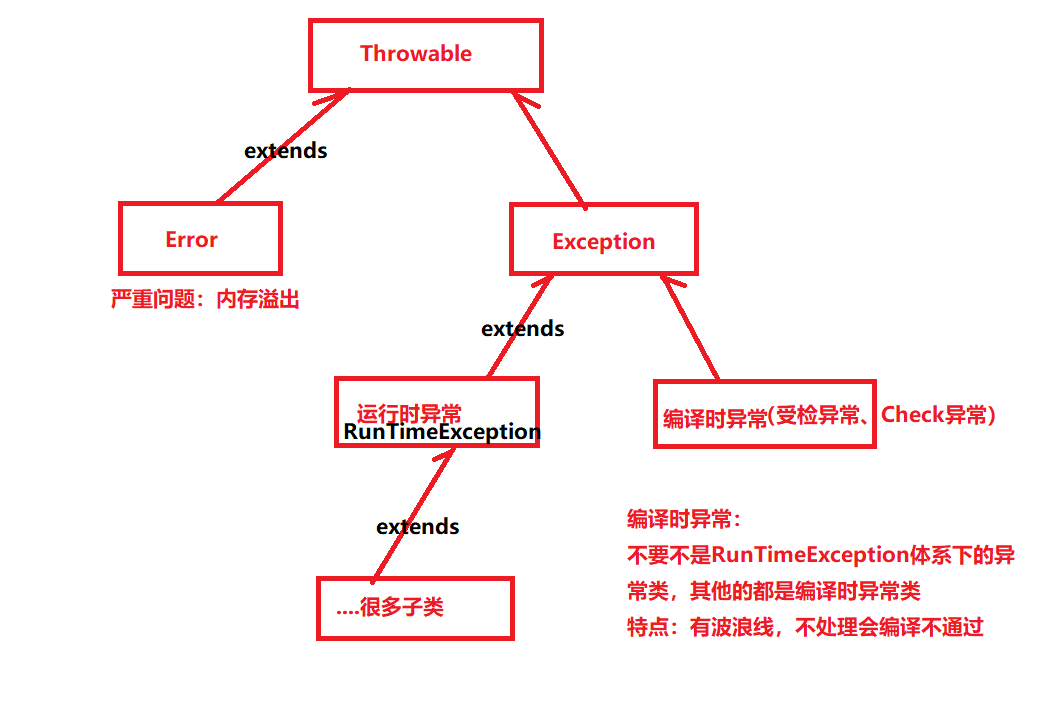 Throwable
extends
Error
Exception
严重问题：内存溢出
extends
运行时异常
RunTimeException
编译时异常(受检异常、Check异常)
extends
....很多子类
编译时异常：
不要不是RunTimeException体系下的异
常类，其他的都是编译时异常类
特点：有波浪线，不处理会编译不通过